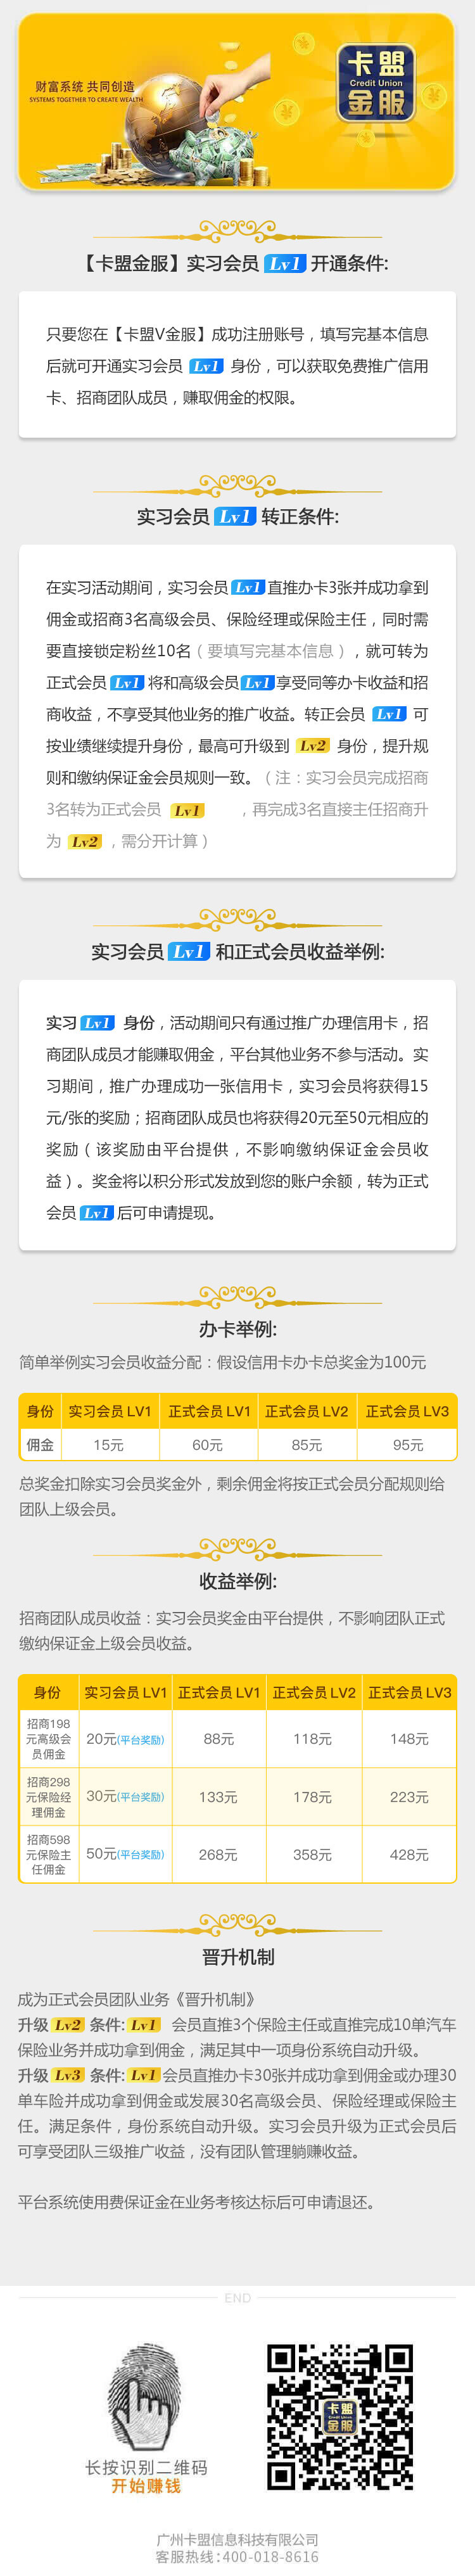 财富系统 共同创造
SYSTEMS TOGETHER TO CREATE WEALTH
卡盟
Credit Union
金服
【卡盟金服】实习会员 Lv1 开通条件:
只要您在【卡盟V金服】成功注册账号，填写完基本信息
后就可开通实习会员 Lv1 身份，可以获取免费推广信用
卡、招商团队成员，赚取佣金的权限。
实习会员 Lv1 转正条件:
在实习活动期间，实习会员 Lv1 直推办卡3张并成功拿到
佣金或招商3名高级会员、保险经理或保险主任，同时需
要直接锁定粉丝10名（要填写完基本信息），就可转为
正式会员 Lv1 将和高级会员 Lv1 享受同等办卡收益和招
商收益，不享受其他业务的推广收益。转正会员 Lv1 可
按业绩继续提升身份，最高可升级到 Lv2 身份，提升规
则和缴纳保证金会员规则一致。（注：实习会员完成招商
3名转为正式会员 Lv1 ，再完成3名直接主任招商升
为 Lv2 ，需分开计算）
实习会员 Lv1 和正式会员收益举例:
实习 Lv1 身份，活动期间只有通过推广办理信用卡，招
商团队成员才能赚取佣金，平台其他业务不参与活动。实
习期间，推广办理成功一张信用卡，实习会员将获得15
元/张的奖励；招商团队成员也将获得20元至50元相应的
奖励（该奖励由平台提供，不影响缴纳保证金会员收
益）。奖金将以积分形式发放到您的账户余额，转为正式
会员 Lv1 后可申请提现。
办卡举例:
简单举例实习会员收益分配：假设信用卡办卡总奖金为100元
身份 实习会员 LV1 正式会员 LV1 正式会员 LV2 正式会员 LV3
佣金 15元 60元 85元 95元
总奖金扣除实习会员奖金外，剩余佣金将按正式会员分配规则给
团队上级会员。
收益举例:
招商团队成员收益：实习会员奖金由平台提供，不影响团队正式
缴纳保证金上级会员收益。
身份 实习会员 LV1 正式会员 LV1 正式会员 LV2 正式会员 LV3
招商198
元高级会
员佣金
20元(平台奖励) 88元 118元 148元
招商298
元保险经
理佣金
30元(平台奖励) 133元 178元 223元
招商598
元保险主
任佣金
50元(平台奖励) 268元 358元 428元
晋升机制
成为正式会员团队业务《晋升机制》
升级 Lv2 条件: Lv1 会员直推3个保险主任或直推完成10单汽车
保险业务并成功拿到佣金，满足其中一项身份系统自动升级。
升级 Lv3 条件: Lv1 会员直推办卡30张并成功拿到佣金或办理30
单车险并成功拿到佣金或发展30名高级会员、保险经理或保险主
任。满足条件，身份系统自动升级。实习会员升级为正式会员后
可享受团队三级推广收益，没有团队管理躺赚收益。
平台系统使用费保证金在业务考核达标后可申请退还。
END
卡盟
Credit Union
金服
长按识别二维码
开始赚钱
广州卡盟信息科技有限公司
客服热线:400-018-8616